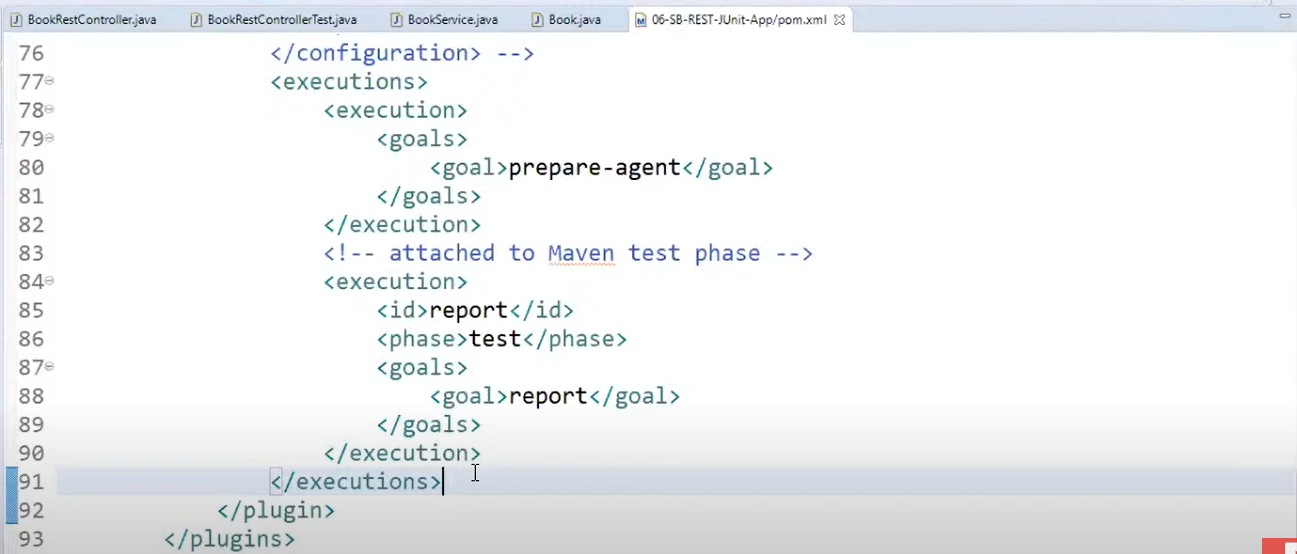 BookRestController.java BookRestControllerTest.java BookService.java Book.java 06-SB-REST-JUnit-App/pom.xml
76 </configuration> -->
77 <executions>
78 <execution>
79 <goals>
80 <goal>prepare-agent</goal>
81 </goals>
82 </execution>
83 <!-- attached to Maven test phase -->
84 <execution>
85 <id>report</id>
86 <phase>test</phase>
87 <goals>
88 <goal>report</goal>
89 </goals>
90 </execution>
91 </executions>
92 </plugin>
93 </plugins>